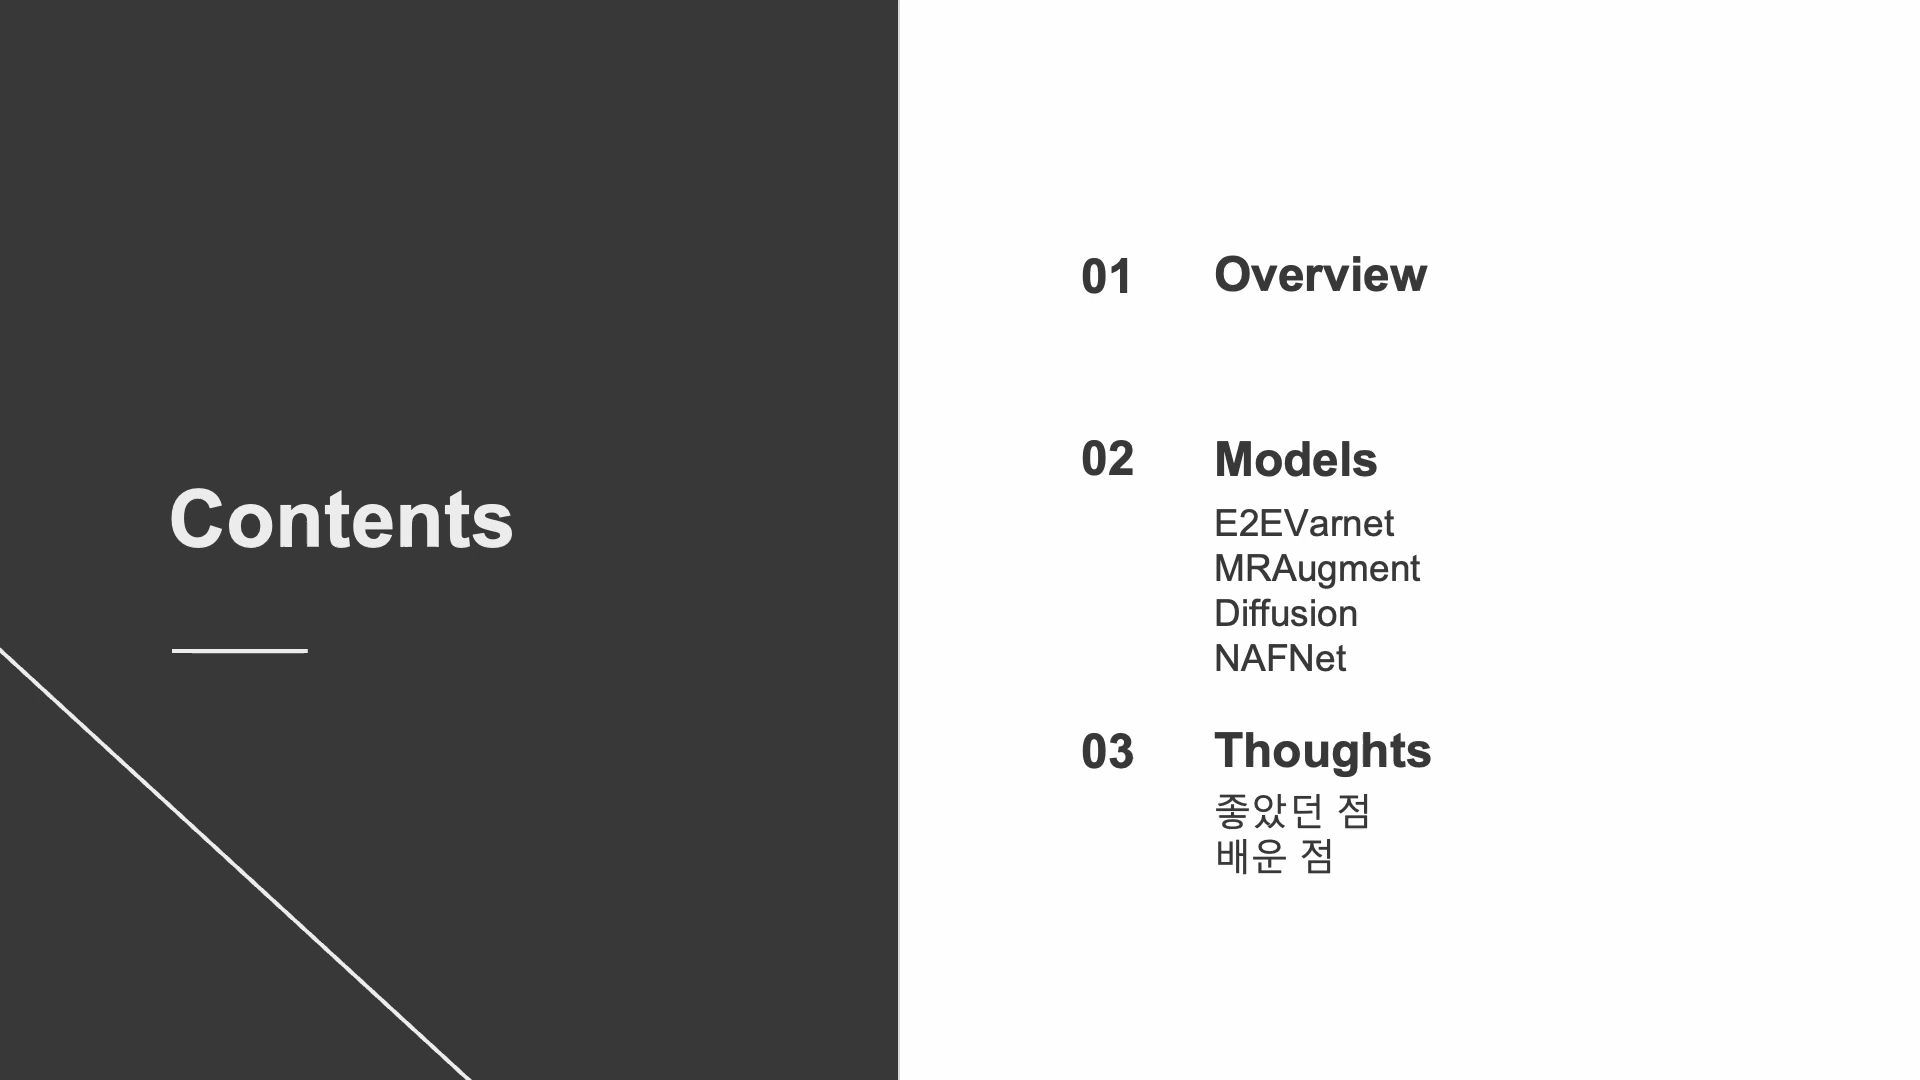 Contents
01 Overview
02 Models
E2EVarnet
MRAugment
Diffusion
NAFNet
03 Thoughts
좋았던 점
배운 점